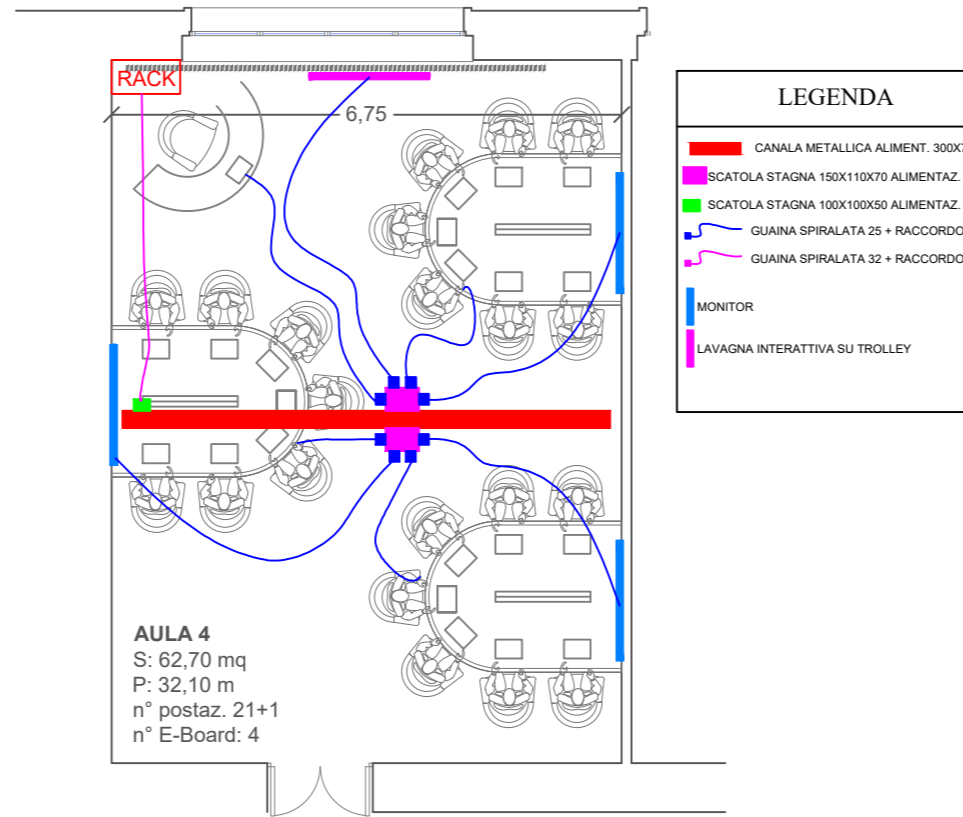 RACK
6,75
AULA 4
S: 62,70 mq
P: 32,10 m
n° postaz. 21+1
n° E-Board: 4
LEGENDA
CANALA METALLICA ALIMENT. 300X7
SCATOLA STAGNA 150X110X70 ALIMENTAZ.
SCATOLA STAGNA 100X100X50 ALIMENTAZ.
GUAINA SPIRALATA 25 + RACCORDO
GUAINA SPIRALATA 32 + RACCORDO
MONITOR
LAVAGNA INTERATTIVA SU TROLLEY